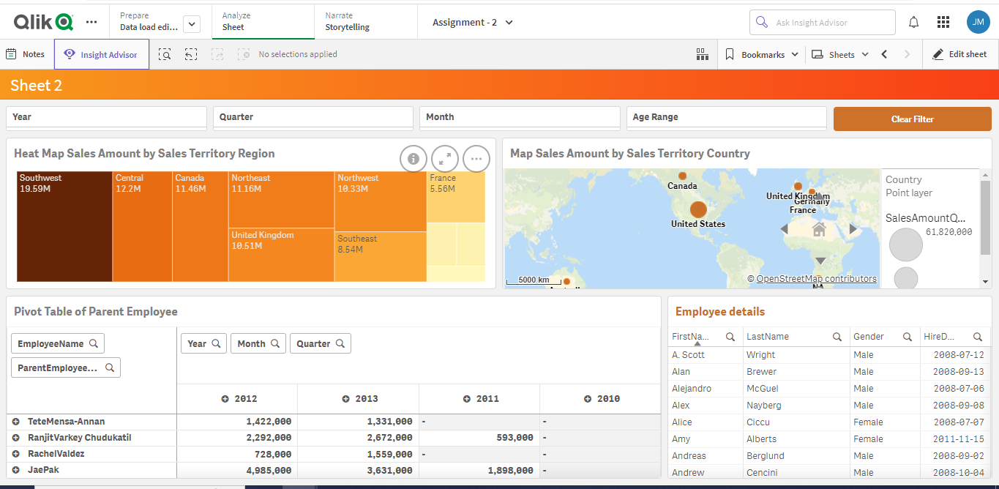 Qlik
Prepare
Data load edi...
Analyze
Sheet
Narrate
Storytelling
Assignment - 2
Ask Insight Advisor
JM
Notes
Insight Advisor
No selections applied
Bookmarks
Sheets
Edit sheet
Sheet 2
Year
Quarter
Month
Age Range
Clear Filter
Heat Map Sales Amount by Sales Territory Region
Southwest
19.59M
Central
12.2M
Canada
11.46M
Northeast
11.16M
United Kingdom
10.51M
Northwest
10.33M
Southeast
8.54M
France
5.56M
Map Sales Amount by Sales Territory Country
Canada
United States
United Kingdom
Germany
France
5000 km
© OpenStreetMap contributors
Country
Point layer
SalesAmountQ...
61,820,000
Pivot Table of Parent Employee
EmployeeName
ParentEmployee...
Year Month Quarter
2012 2013 2011 2010
TeteMensa-Annan 1,422,000 1,331,000 - -
RanjitVarkey Chudukatil 2,292,000 2,672,000 593,000 -
RachelValdez 728,000 1,559,000 - -
JaePak 4,985,000 3,631,000 1,898,000 -
Employee details
FirstNa... LastName Gender HireD...
A. Scott Wright Male 2008-07-12
Alan Brewer Male 2008-09-13
Alejandro McGuel Male 2008-07-06
Alex Nayberg Male 2008-09-08
Alice Ciccu Female 2008-07-07
Amy Alberts Female 2011-11-15
Andreas Berglund Male 2008-09-02
Andrew Cencini Male 2008-10-04